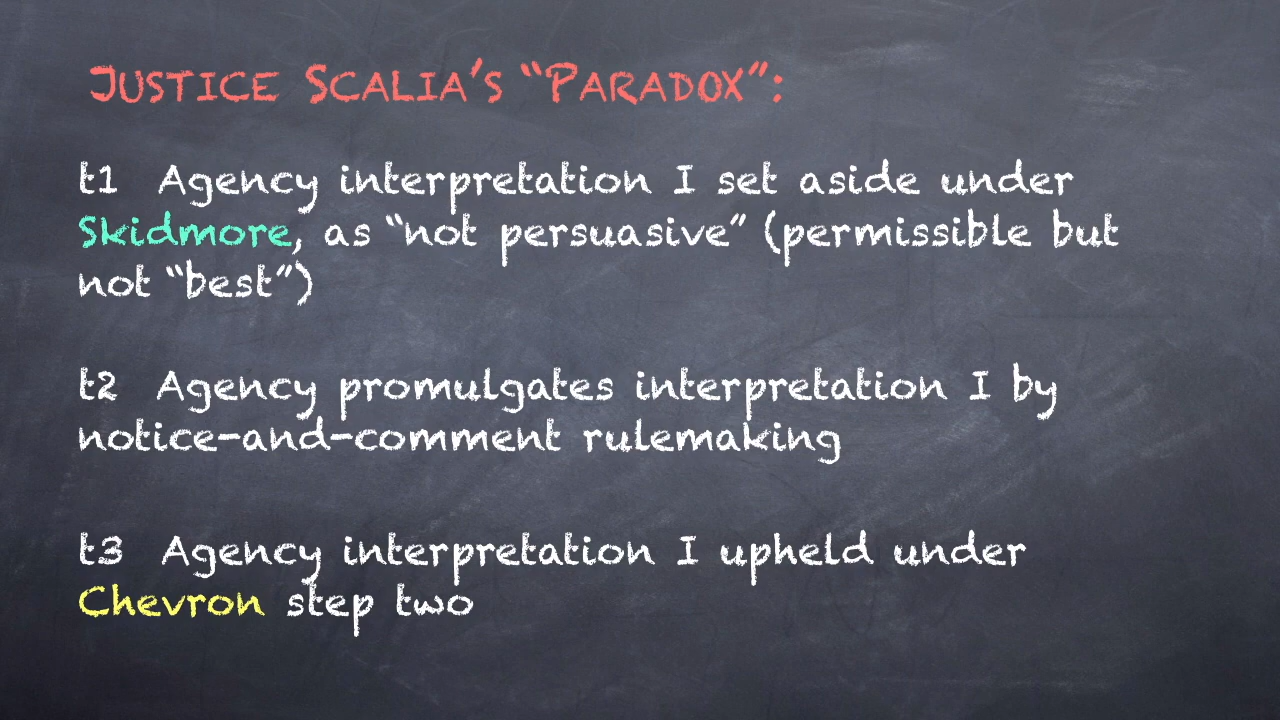 JUSTICE SCALIA'S “PARADOX”:
t1 Agency interpretation I set aside under
Skidmore, as “not persuasive” (permissible but
not “best”)
t2 Agency promulgates interpretation I by
notice-and-comment rulemaking
t3 Agency interpretation I upheld under
Chevron step two